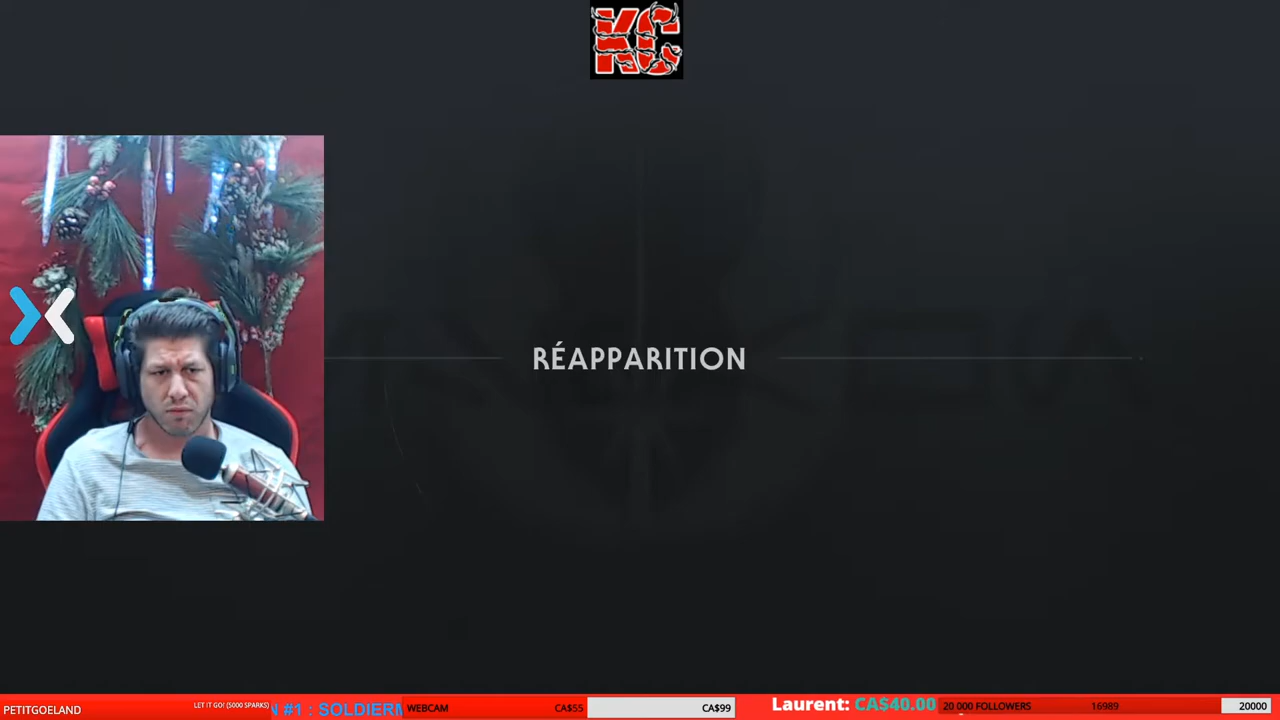 KC
RÉAPPARITION
PETITGOELAND
LET IT GO! (5000 SPARKS)
N #1 : SOLDIERM
WEBCAM
CA$55
CA$99
Laurent: CA$40.00
20 000 FOLLOWERS
16989
20000